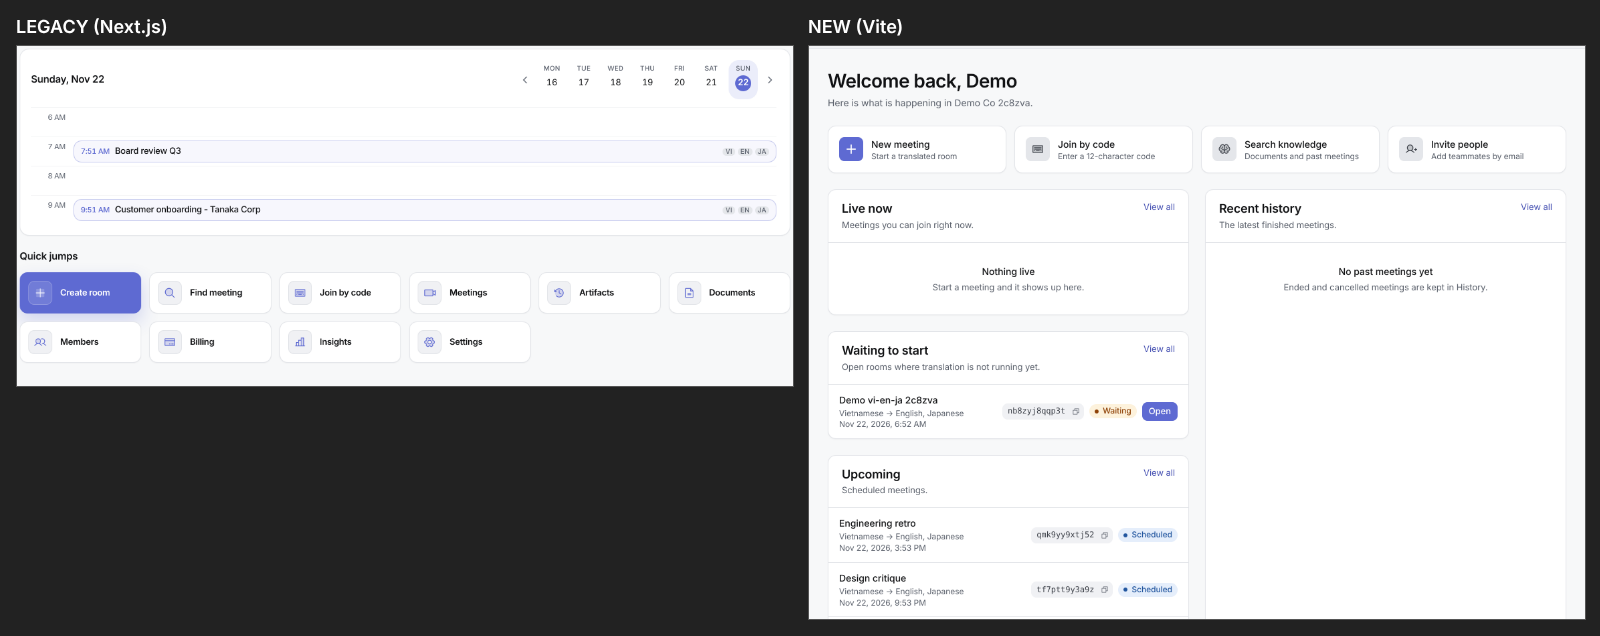 LEGACY (Next.js)
Sunday, Nov 22
MON TUE WED THU FRI SAT SUN
16 17 18 19 20 21 22
6 AM
7 AM
7:51 AM Board review Q3 VI EN JA
8 AM
9 AM
9:51 AM Customer onboarding - Tanaka Corp VI EN JA
Quick jumps
Create room
Find meeting
Join by code
Meetings
Artifacts
Documents
Members
Billing
Insights
Settings
NEW (Vite)
Welcome back, Demo
Here is what is happening in Demo Co 2c8zva.
New meeting
Start a translated room
Join by code
Enter a 12-character code
Search knowledge
Documents and past meetings
Invite people
Add teammates by email
Live now View all
Meetings you can join right now.
Nothing live
Start a meeting and it shows up here.
Waiting to start View all
Open rooms where translation is not running yet.
Demo vi-en-ja 2c8zva
Vietnamese → English, Japanese
Nov 22, 2026, 6:52 AM
nb8zyj8qqp3t Waiting Open
Upcoming View all
Scheduled meetings.
Engineering retro
Vietnamese → English, Japanese
Nov 22, 2026, 3:53 PM
qmk9yy9xtj52 Scheduled
Design critique
Vietnamese → English, Japanese
Nov 22, 2026, 9:53 PM
tf7ptt9y3a9z Scheduled
Recent history View all
The latest finished meetings.
No past meetings yet
Ended and cancelled meetings are kept in History.